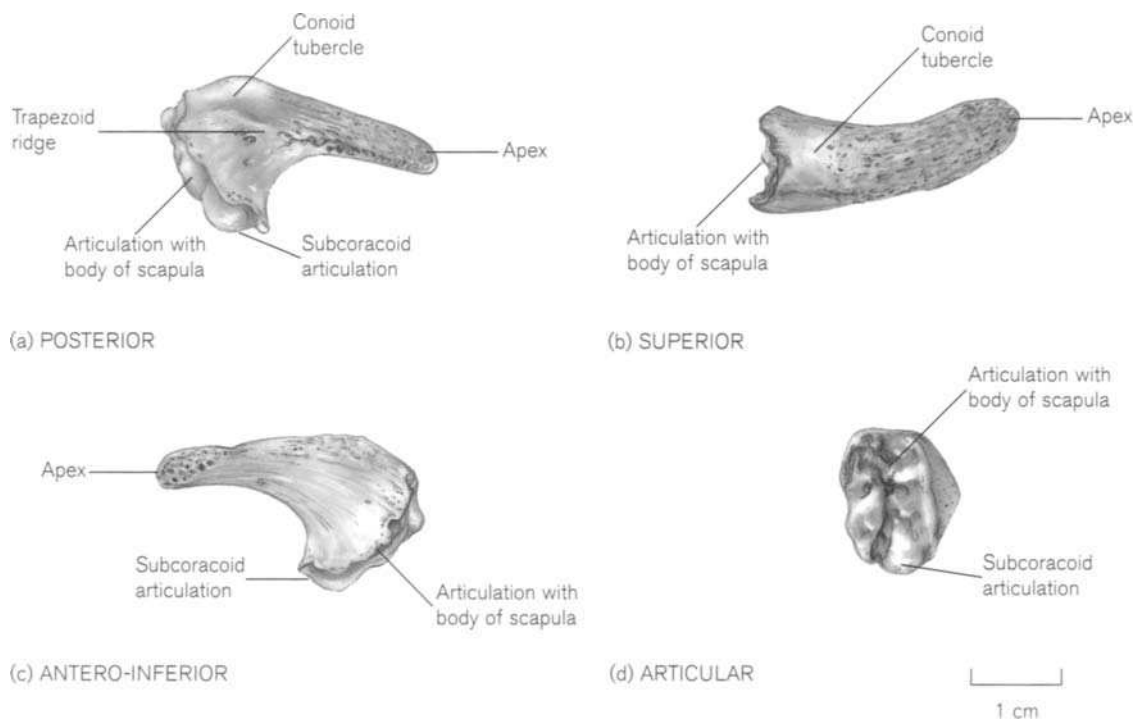 Conoid
tubercle
Trapezoid
ridge
Apex
Articulation with
body of scapula
Subcoracoid
articulation
(a) POSTERIOR
Conoid
tubercle
Apex
Articulation with
body of scapula
(b) SUPERIOR
Apex
Subcoracoid
articulation
Articulation with
body of scapula
(c) ANTERO-INFERIOR
Articulation with
body of scapula
Subcoracoid
articulation
(d) ARTICULAR
1 cm